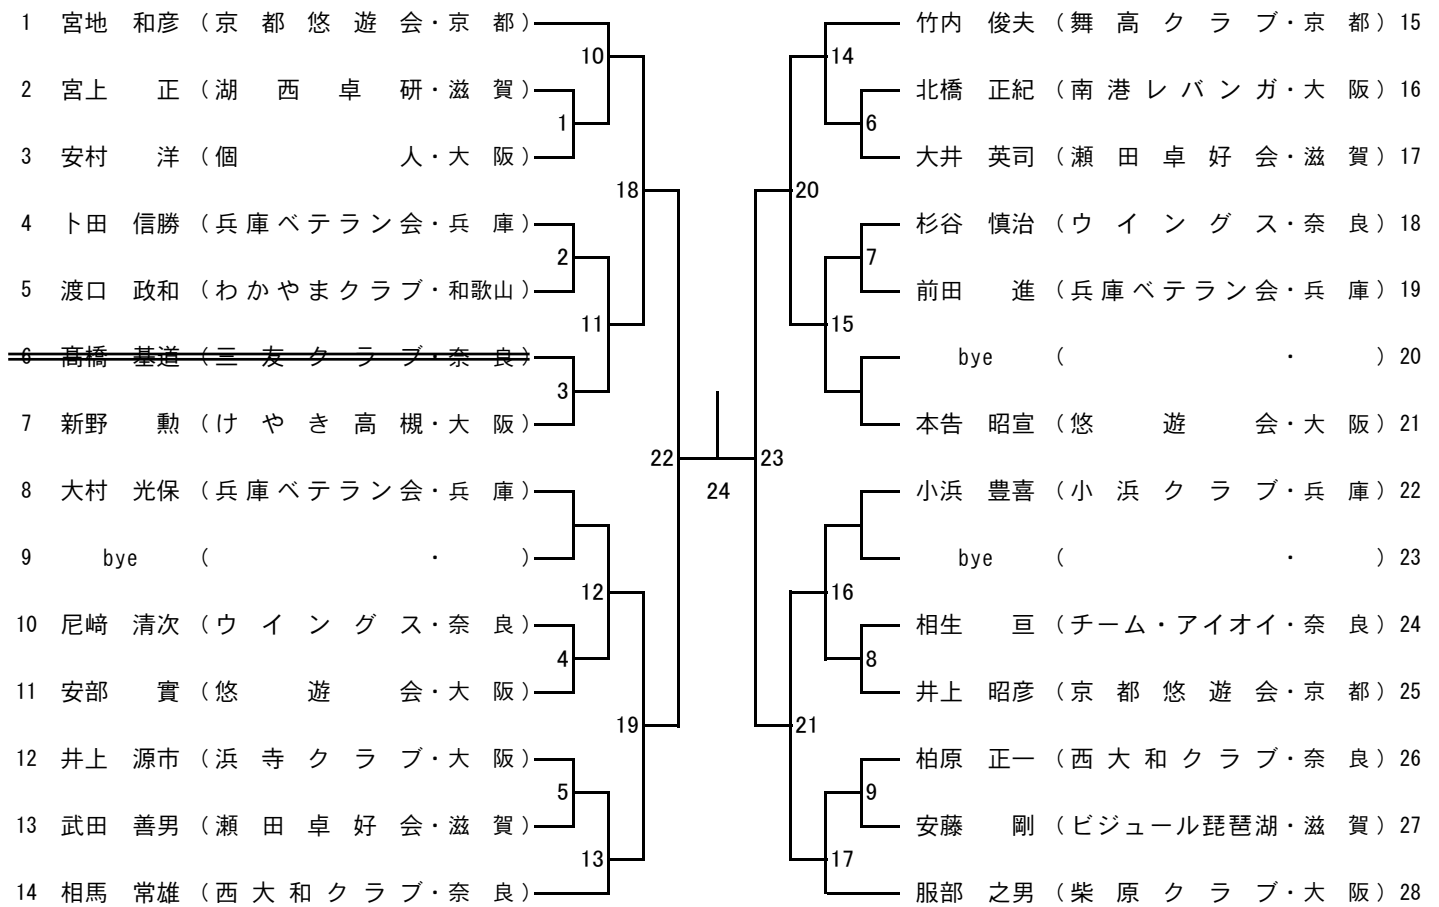 1 宮地 和彦 (京都悠遊会・京都)
10
2 宮上 正 (湖西卓研・滋賀)
1
3 安村 洋 (個人・大阪)
18
4 卜田 信勝 (兵庫ベテラン会・兵庫)
2
5 渡口 政和 (わかやまクラブ・和歌山)
11
6 髙橋 基道 (三友クラブ・奈良)
3
7 新野 勲 (けやき高槻・大阪)
22
8 大村 光保 (兵庫ベテラン会・兵庫)
9 bye ( ・ )
12
10 尼﨑 清次 (ウイングス・奈良)
4
11 安部 實 (悠遊会・大阪)
19
12 井上 源市 (浜寺クラブ・大阪)
5
13 武田 善男 (瀬田卓好会・滋賀)
13
14 相馬 常雄 (西大和クラブ・奈良)
24
竹内 俊夫 (舞高クラブ・京都) 15
14
北橋 正紀 (南港レバンガ・大阪) 16
6
大井 英司 (瀬田卓好会・滋賀) 17
20
杉谷 慎治 (ウイングス・奈良) 18
7
前田 進 (兵庫ベテラン会・兵庫) 19
15
bye ( ・ ) 20
本告 昭宣 (悠遊会・大阪) 21
23
小浜 豊喜 (小浜クラブ・兵庫) 22
bye ( ・ ) 23
16
相生 亘 (チーム・アイオイ・奈良) 24
8
井上 昭彦 (京都悠遊会・京都) 25
21
柏原 正一 (西大和クラブ・奈良) 26
9
安藤 剛 (ビジュール琵琶湖・滋賀) 27
17
服部 之男 (柴原クラブ・大阪) 28